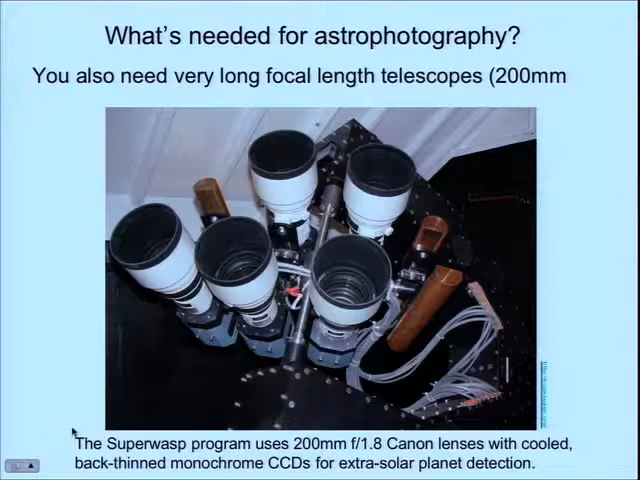 What's needed for astrophotography?
You also need very long focal length telescopes (200mm
The Superwasp program uses 200mm f/1.8 Canon lenses with cooled,
back-thinned monochrome CCDs for extra-solar planet detection.